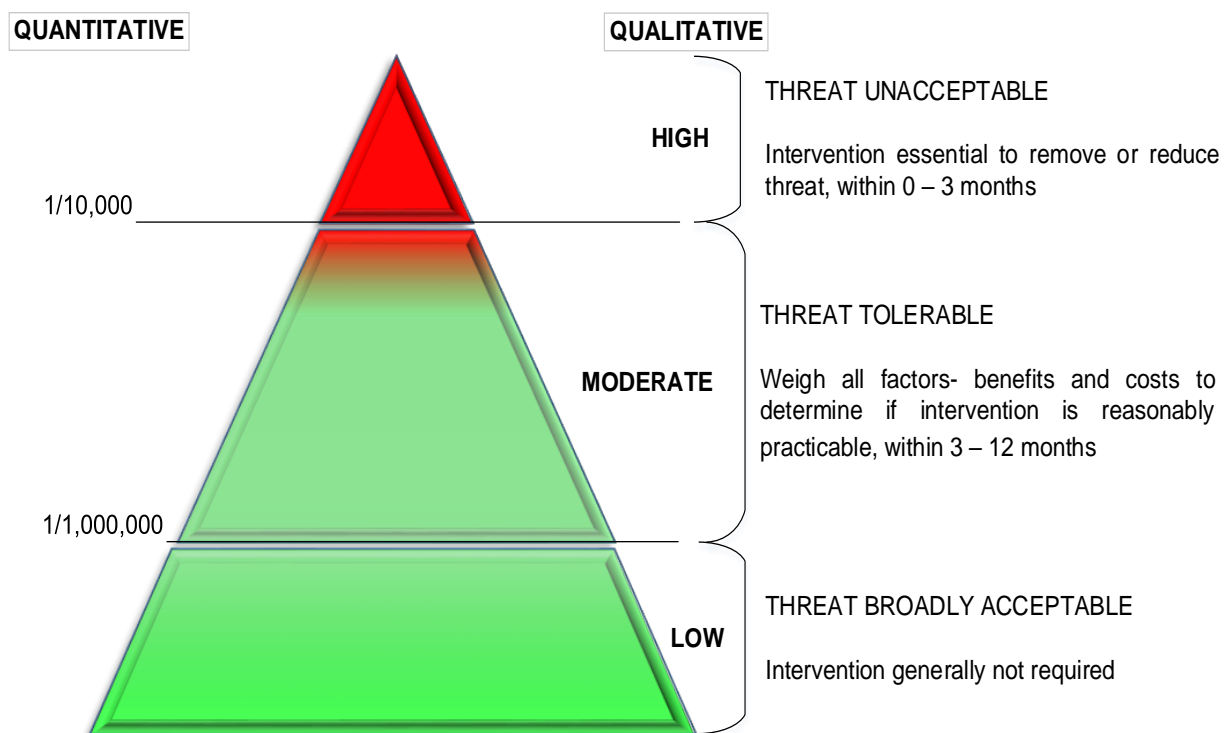 QUANTITATIVE
QUALITATIVE
THREAT UNACCEPTABLE
HIGH
Intervention essential to remove or reduce
threat, within 0 – 3 months
1/10,000
THREAT TOLERABLE
MODERATE
Weigh all factors- benefits and costs to
determine if intervention is reasonably
practicable, within 3 – 12 months
1/1,000,000
THREAT BROADLY ACCEPTABLE
LOW
Intervention generally not required